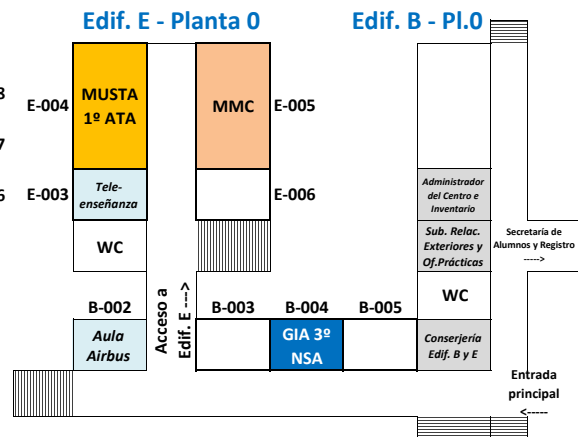 Edif. E - Planta 0
Edif. B - Pl.0
E-004
MUSTA
1º ATA
MMC
E-005
E-003
Tele-
enseñanza
E-006
Administrador
del Centro e
Inventario
WC
Sub. Relac.
Exteriores y
Of.Prácticas
Secretaría de
Alumnos y Registro
----->
WC
B-002
Acceso a
Edif. E --->
B-003
B-004
B-005
Aula
Airbus
GIA 3º
NSA
Conserjería
Edif. B y E
Entrada
principal
<-----